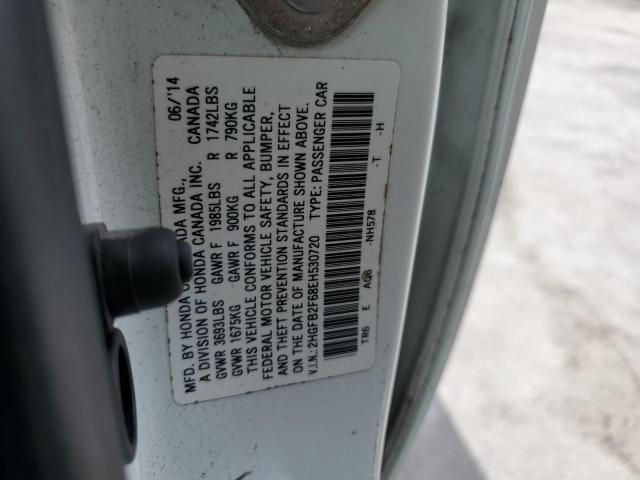 MFD. BY HONDA MFG., 06/14
A DIVISION OF HONDA CANADA INC. CANADA
GVWR 3693LBS GAWR F 1985LBS R 1742LBS
GVWR 1675KG GAWR F 900KG R 790KG
THIS VEHICLE CONFORMS TO ALL APPLICABLE
FEDERAL MOTOR VEHICLE SAFETY, BUMPER,
AND THEFT PREVENTION STANDARDS IN EFFECT
ON THE DATE OF MANUFACTURE SHOWN ABOVE.
V.I.N.: 2HGFB2F68EH530720 TYPE: PASSENGER CAR
TR6 E AG6 -NH578 -T -H